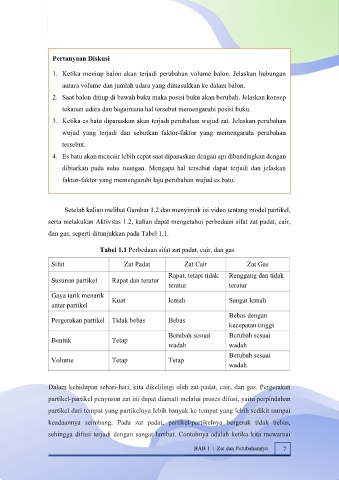 Pertanyaan Diskusi
1. Ketika meniup balon akan terjadi perubahan volume balon. Jelaskan hubungan
antara volume dan jumlah udara yang dimasukkan ke dalam balon.
2. Saat balon ditiup di bawah buku maka posisi buku akan berubah. Jelaskan konsep
tekanan udara dan bagaimana hal tersebut memengaruhi posisi buku.
3. Ketika es batu dipanaskan akan terjadi perubahan wujud zat. Jelaskan perubahan
wujud yang terjadi dan sebutkan faktor-faktor yang memengaruhi perubahan
tersebut.
4. Es batu akan mencair lebih cepat saat dipanaskan dengan api dibandingkan dengan
dibiarkan pada suhu ruangan. Mengapa hal tersebut dapat terjadi dan jelaskan
faktor-faktor yang memengaruhi laju perubahan wujud es batu.
Setelah kalian melihat Gambar 1.2 dan menyimak isi video tentang model partikel,
serta melakukan Aktivitas 1.2, kalian dapat mengetahui perbedaan sifat zat padat, cair,
dan gas, seperti ditunjukkan pada Tabel 1.1.
Tabel 1.1 Perbedaan sifat zat padat, cair, dan gas
Sifat Zat Padat Zat Cair Zat Gas
Susunan partikel Rapat dan teratur Rapat, tetapi tidak teratur Renggang dan tidak teratur
Gaya tarik menarik antar partikel Kuat lemah Sangat lemah
Pergerakan partikel Tidak bebas Bebas Bebas dengan kecepatan tinggi
Bentuk Tetap Berubah sesuai wadah Berubah sesuai wadah
Volume Tetap Tetap Berubah sesuai wadah
Dalam kehidupan sehari-hari, kita dikelilingi oleh zat padat, cair, dan gas. Pergerakan
partikel-partikel penyusun zat ini dapat diamati melalui proses difusi, yaitu perpindahan
partikel dari tempat yang partikelnya lebih banyak ke tempat yang lebih sedikit sampai
keadaannya seimbang. Pada zat padat, partikel-partikelnya bergerak tidak bebas,
sehingga difusi terjadi dengan sangat lambat. Contohnya adalah ketika kita mewarnai
BAB 1 | Zat dan Perubahannya 7